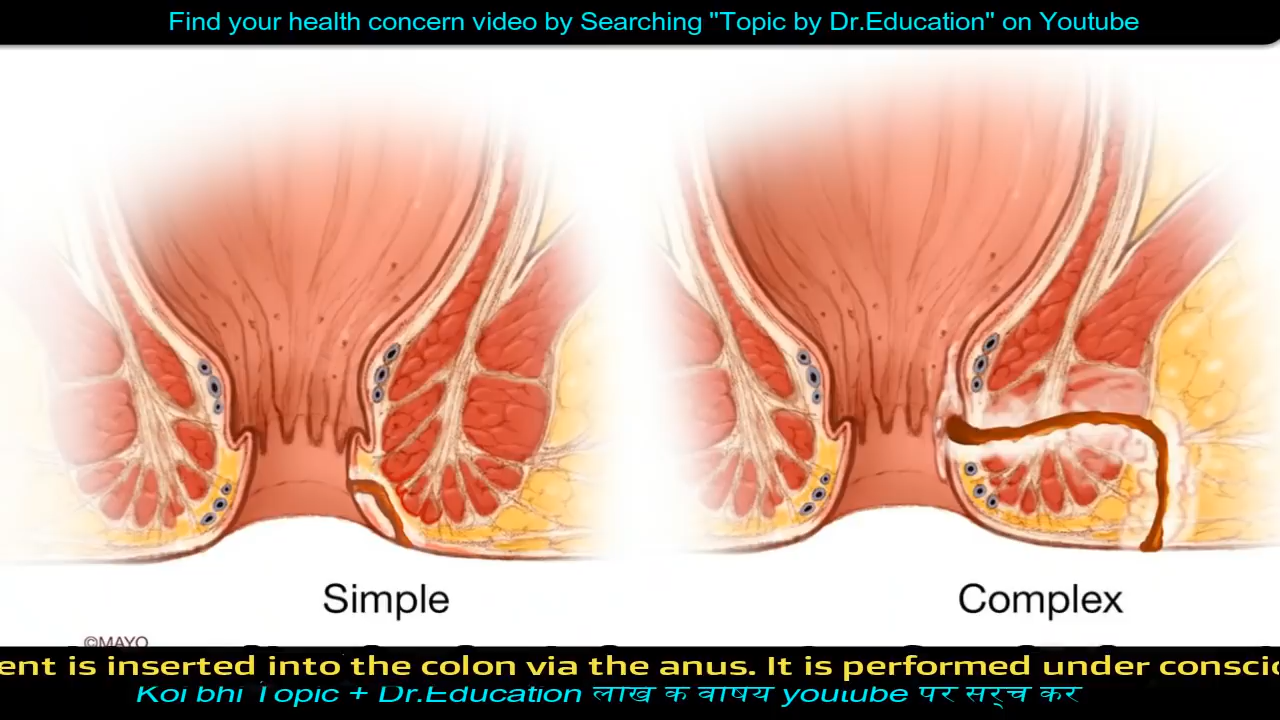 Find your health concern video by Searching "Topic by Dr.Education" on Youtube
Simple
Complex
©MAYO
ent is inserted into the colon via the anus. It is performed under consci
Koi bhi Topic + Dr.Education youtube पर सर्च कर